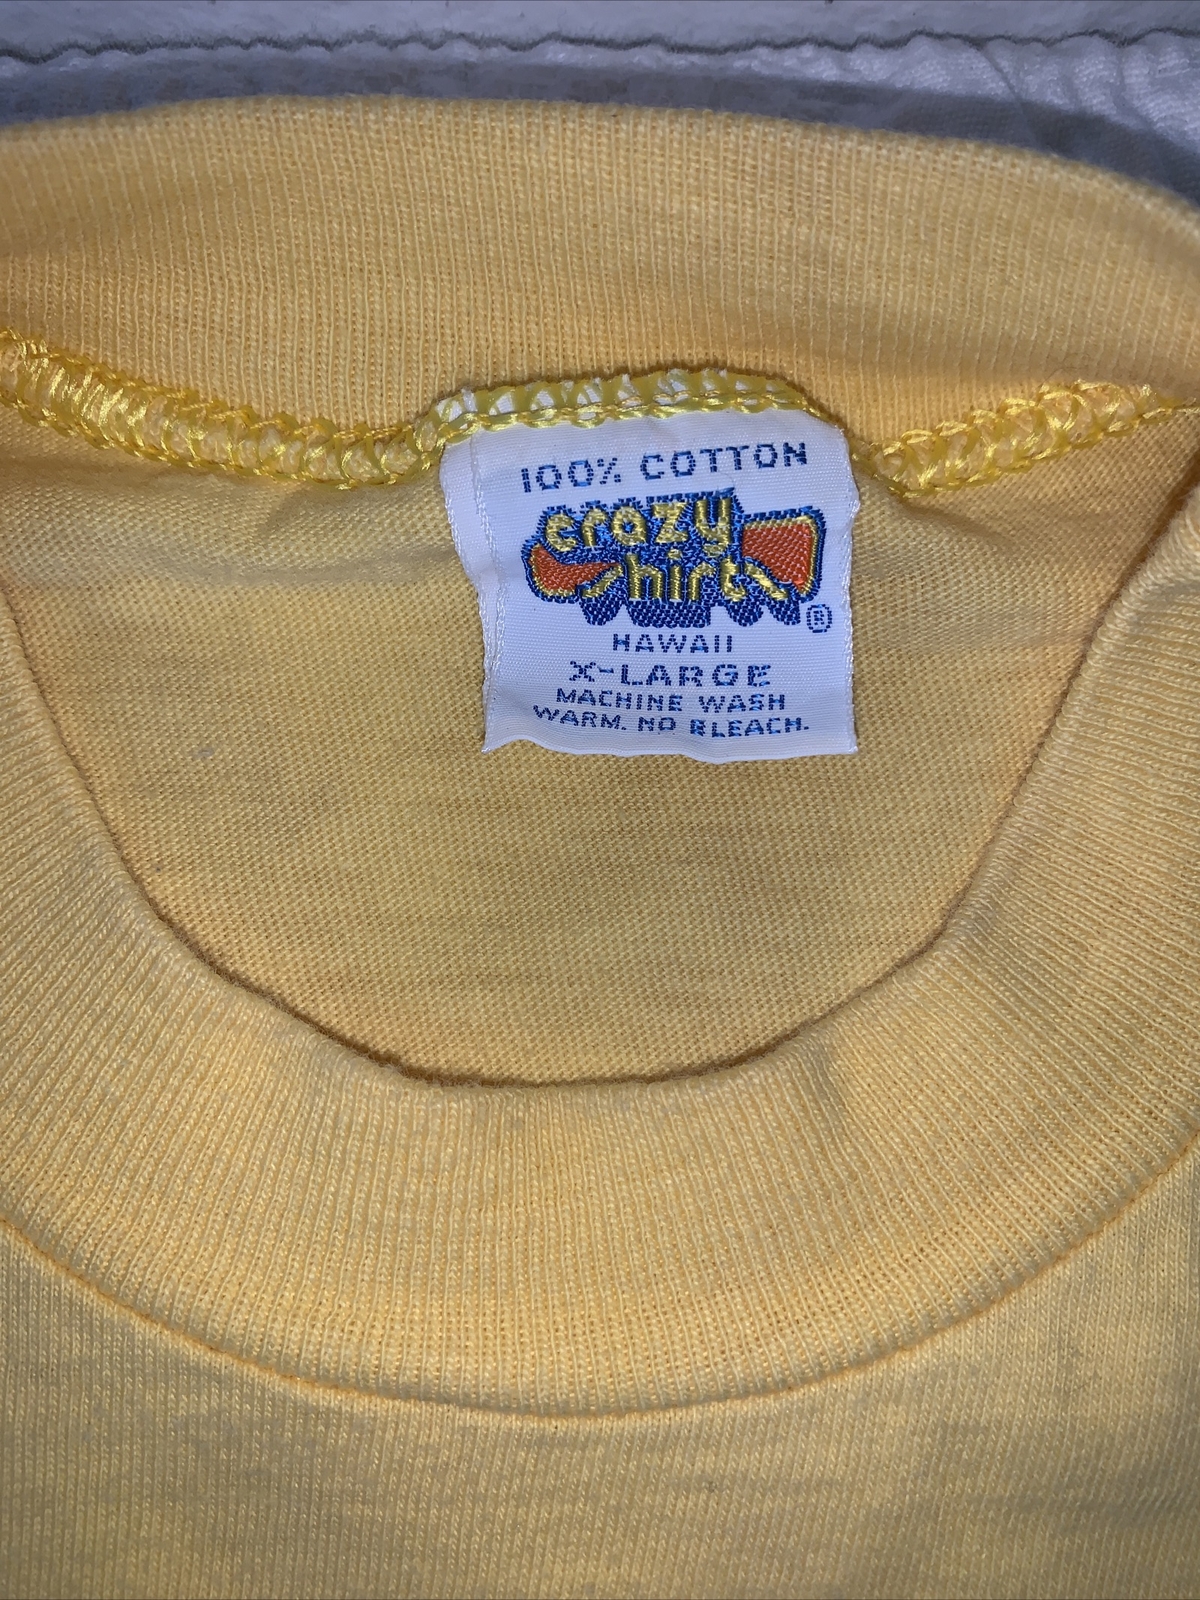 100% COTTON
crazy
shirts
®
HAWAII
X-LARGE
MACHINE WASH
WARM. NO BLEACH.